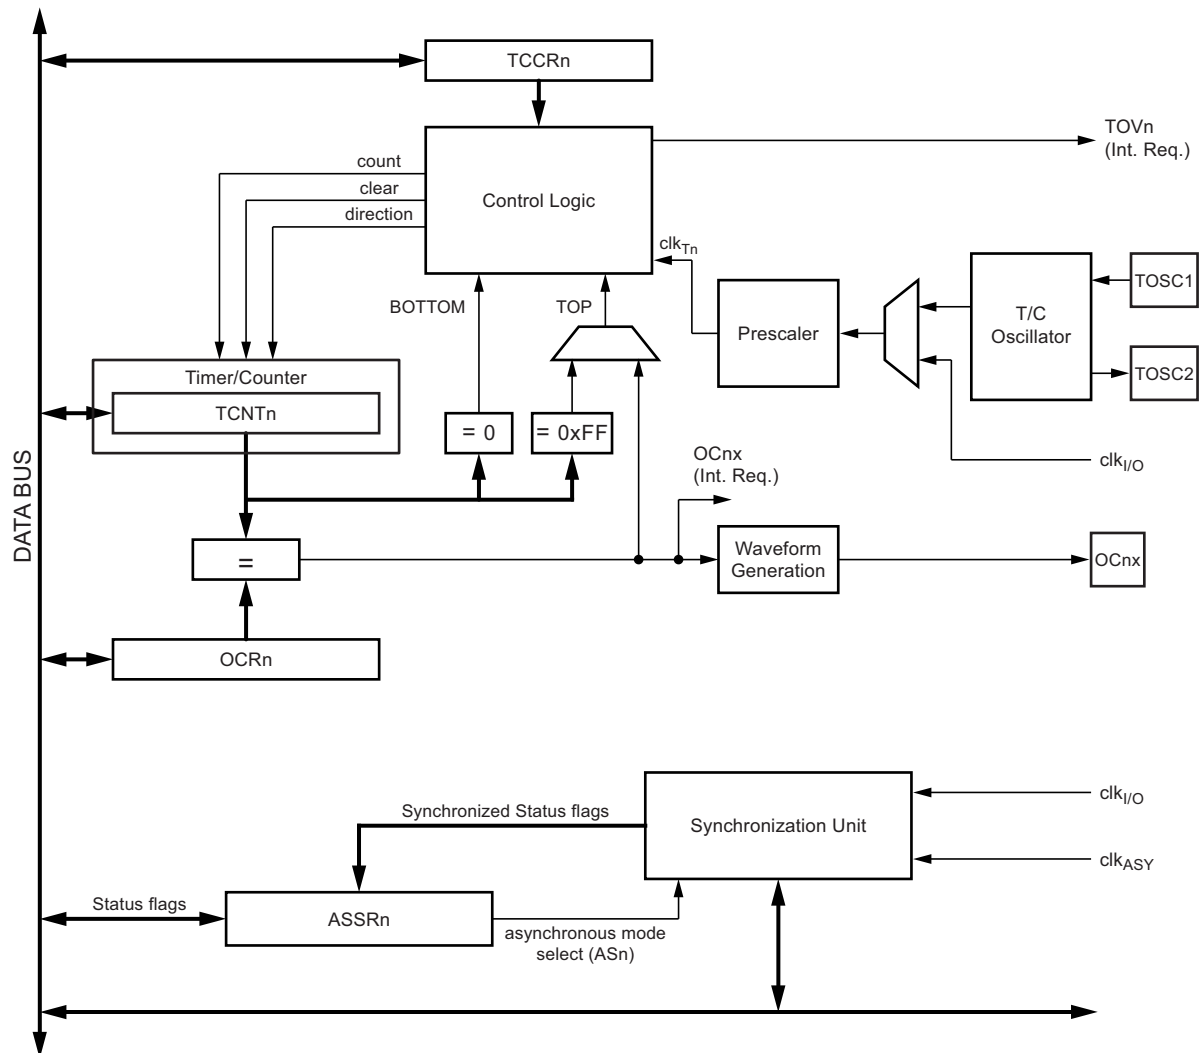 TCCRn
TOVn
(Int. Req.)
count
clear
direction
Control Logic
clkTn
BOTTOM
TOP
Prescaler
T/C
Oscillator
TOSC1
TOSC2
Timer/Counter
TCNTn
= 0
= 0xFF
clkI/O
OCnx
(Int. Req.)
DATA BUS
=
Waveform
Generation
OCnx
OCRn
Synchronized Status flags
Synchronization Unit
clkI/O
clkASY
Status flags
ASSRn
asynchronous mode
select (ASn)